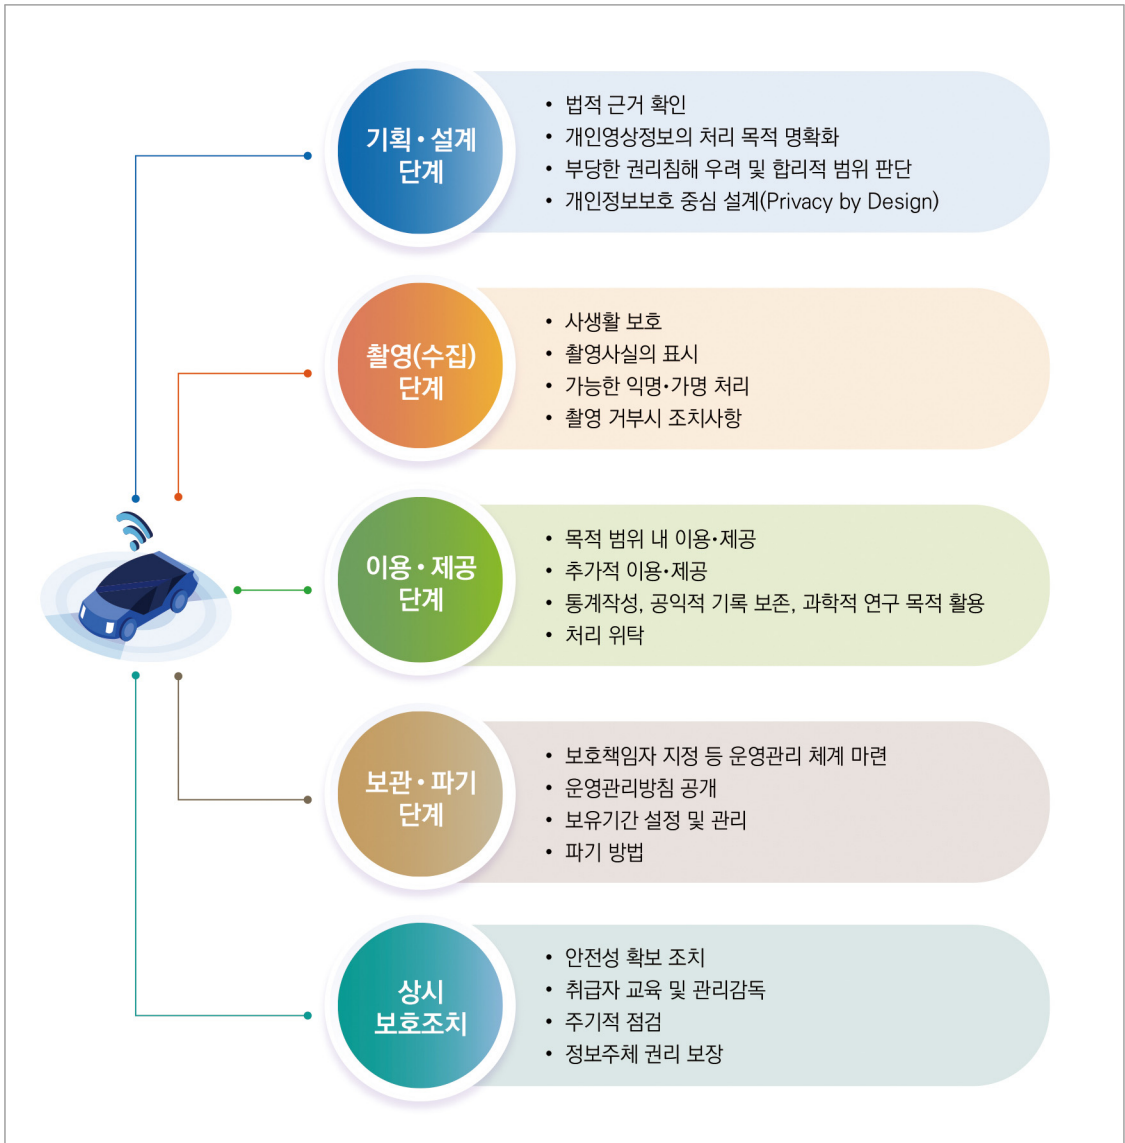 기획·설계
단계
• 법적 근거 확인
• 개인영상정보의 처리 목적 명확화
• 부당한 권리침해 우려 및 합리적 범위 판단
• 개인정보보호 중심 설계(Privacy by Design)
촬영(수집)
단계
• 사생활 보호
• 촬영사실의 표시
• 가능한 익명·가명 처리
• 촬영 거부시 조치사항
이용·제공
단계
• 목적 범위 내 이용·제공
• 추가적 이용·제공
• 통계작성, 공익적 기록 보존, 과학적 연구 목적 활용
• 처리 위탁
보관·파기
단계
• 보호책임자 지정 등 운영관리 체계 마련
• 운영관리방침 공개
• 보유기간 설정 및 관리
• 파기 방법
상시
보호조치
• 안전성 확보 조치
• 취급자 교육 및 관리감독
• 주기적 점검
• 정보주체 권리 보장